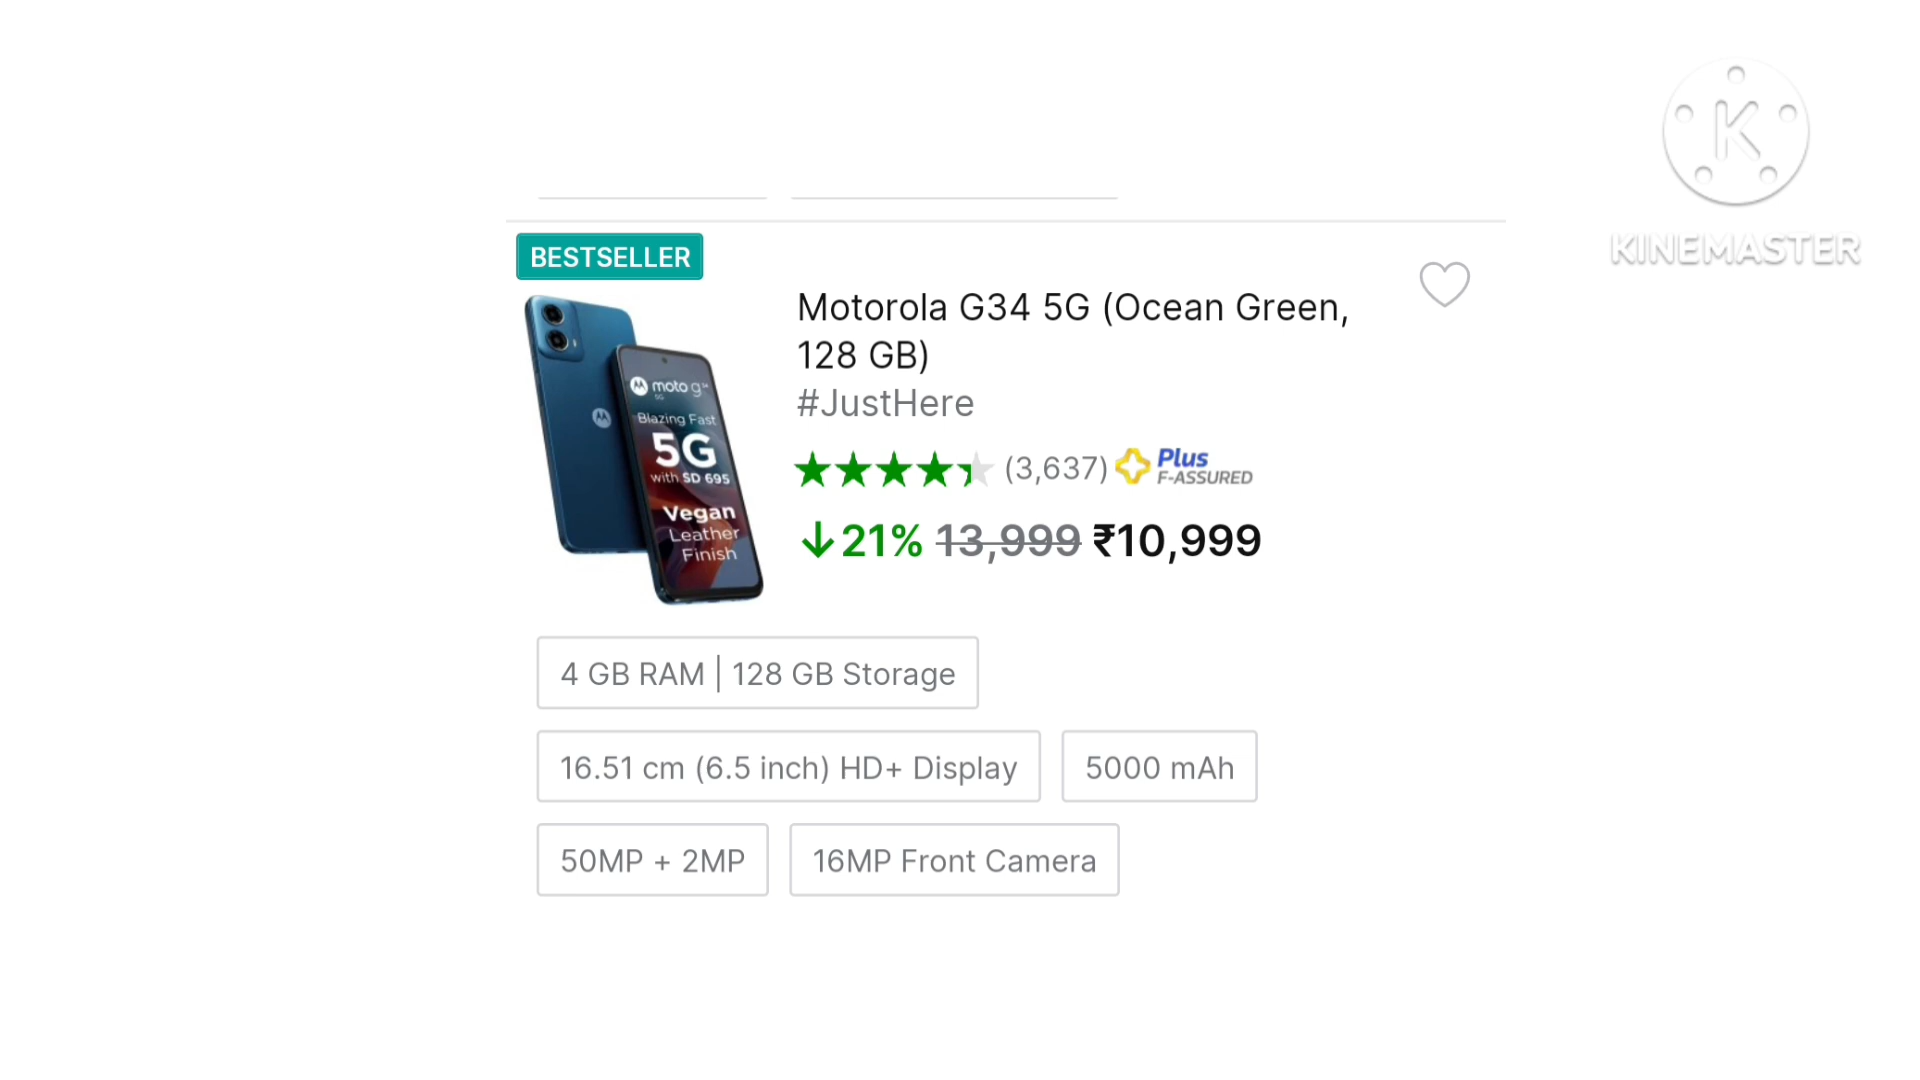 KINEMASTER
BESTSELLER
Motorola G34 5G (Ocean Green,
128 GB)
#JustHere
(3,637) Plus
F-ASSURED
↓21% 13,999 ₹10,999
moto g34
5G
Blazing Fast
5G
with SD 695
Vegan
Leather
Finish
4 GB RAM | 128 GB Storage
16.51 cm (6.5 inch) HD+ Display
5000 mAh
50MP + 2MP
16MP Front Camera